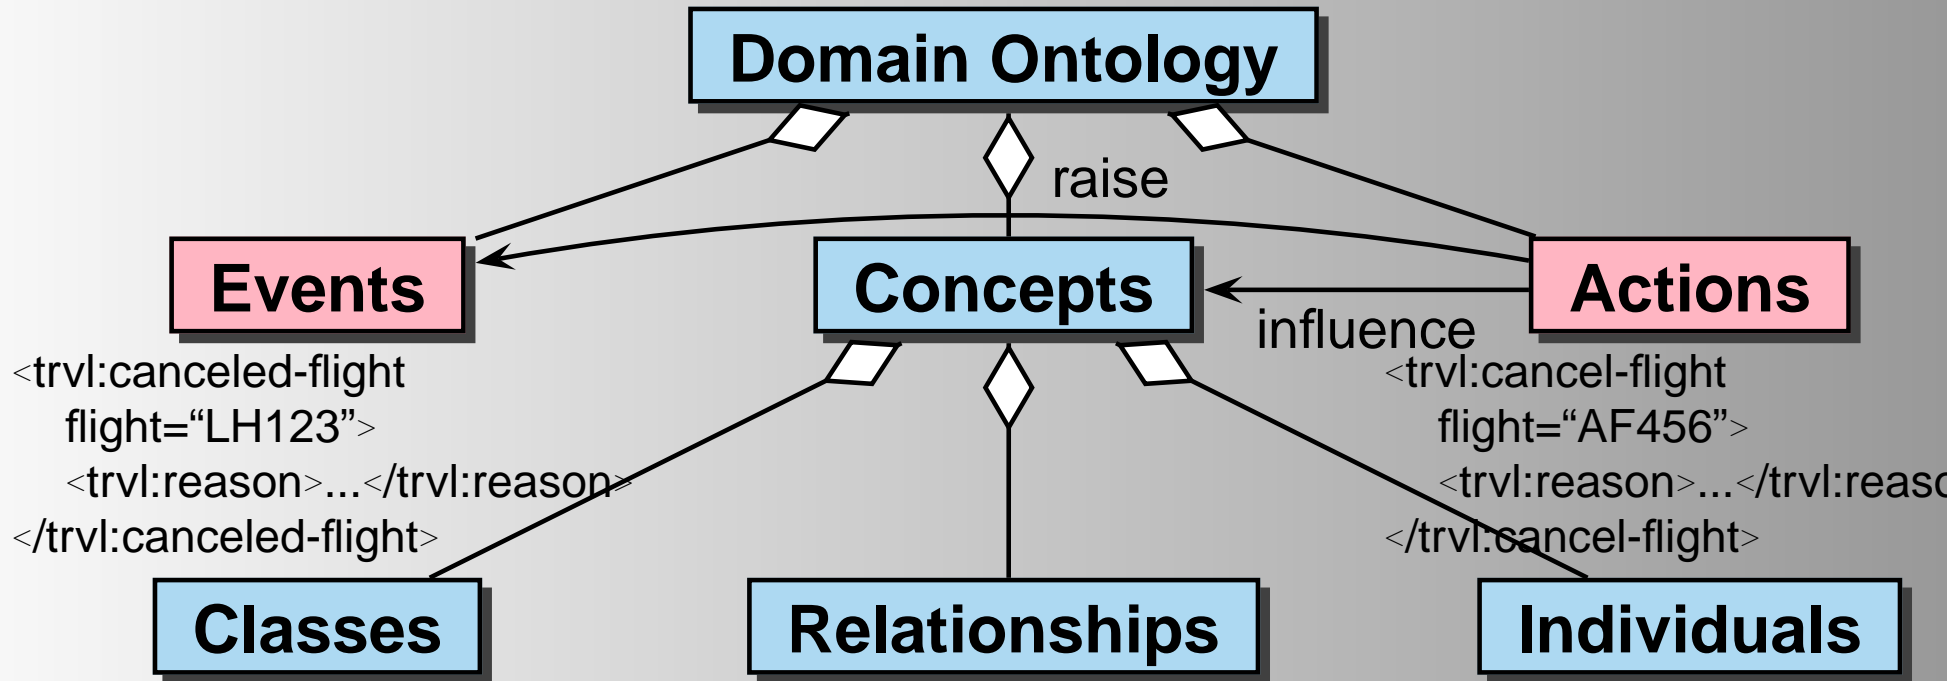 Domain Ontology
raise
Events
Concepts
Actions
influence
<trvl:canceled-flight
flight=“LH123”>
<trvl:reason>...</trvl:reason>
</trvl:canceled-flight>
<trvl:cancel-flight
flight=“AF456”>
<trvl:reason>...</trvl:reaso
</trvl:cancel-flight>
Classes
Relationships
Individuals